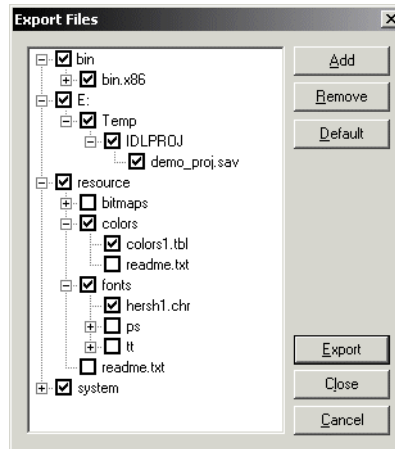 Export Files
bin
bin.x86
E:
Temp
IDLPROJ
demo_proj.sav
resource
bitmaps
colors
colors1.tbl
readme.txt
fonts
hersh1.chr
ps
tt
readme.txt
system
Add
Remove
Default
Export
Close
Cancel